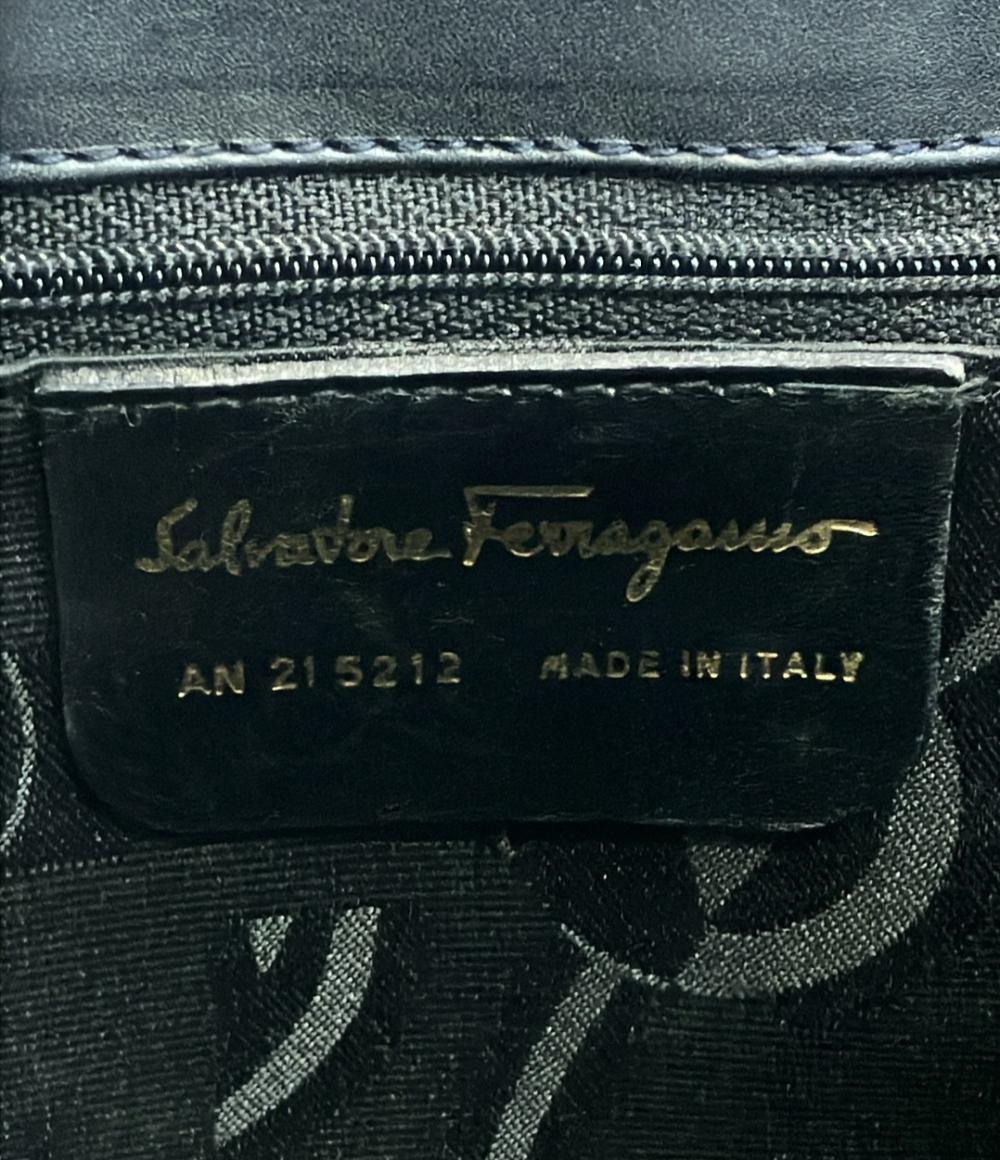 Salvatore Ferragamo
AN 21 5212 MADE IN ITALY